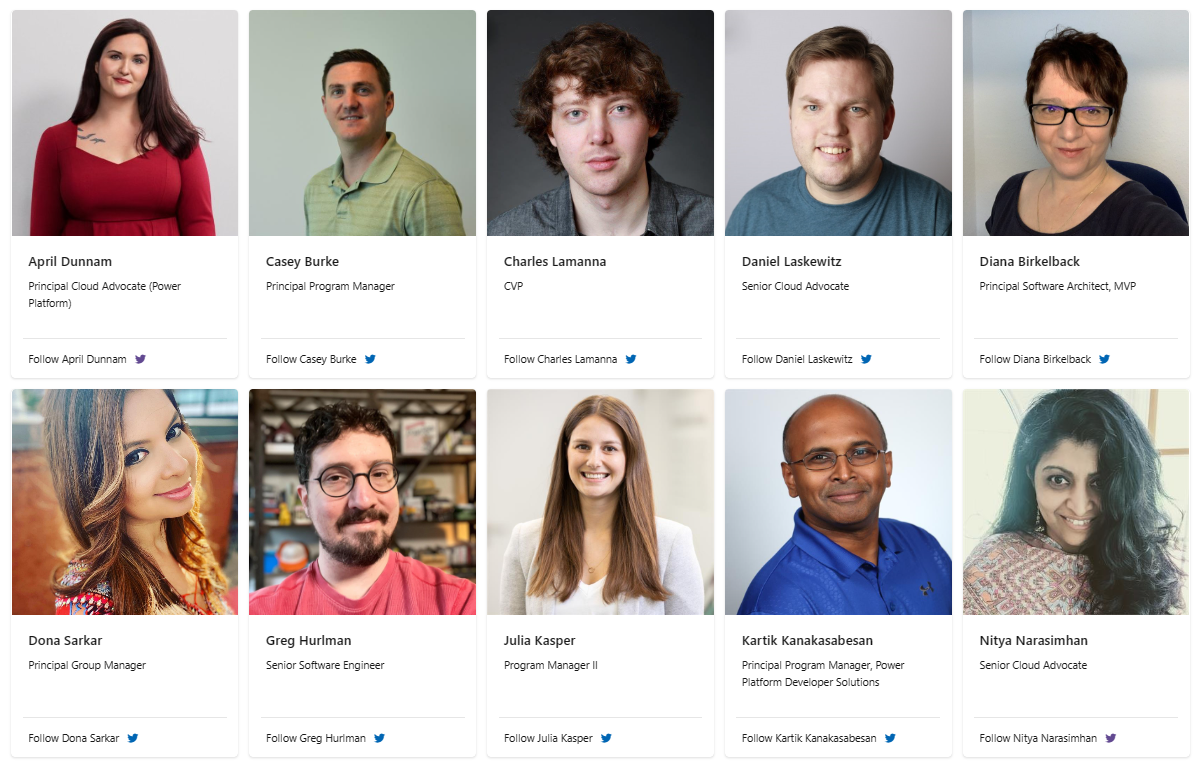 April Dunnam
Principal Cloud Advocate (Power
Platform)
Follow April Dunnam
Casey Burke
Principal Program Manager
Follow Casey Burke
Charles Lamanna
CVP
Follow Charles Lamanna
Daniel Laskewitz
Senior Cloud Advocate
Follow Daniel Laskewitz
Diana Birkelback
Principal Software Architect, MVP
Follow Diana Birkelback
Dona Sarkar
Principal Group Manager
Follow Dona Sarkar
Greg Hurlman
Senior Software Engineer
Follow Greg Hurlman
Julia Kasper
Program Manager II
Follow Julia Kasper
Kartik Kanakasabesan
Principal Program Manager, Power
Platform Developer Solutions
Follow Kartik Kanakasabesan
Nitya Narasimhan
Senior Cloud Advocate
Follow Nitya Narasimhan